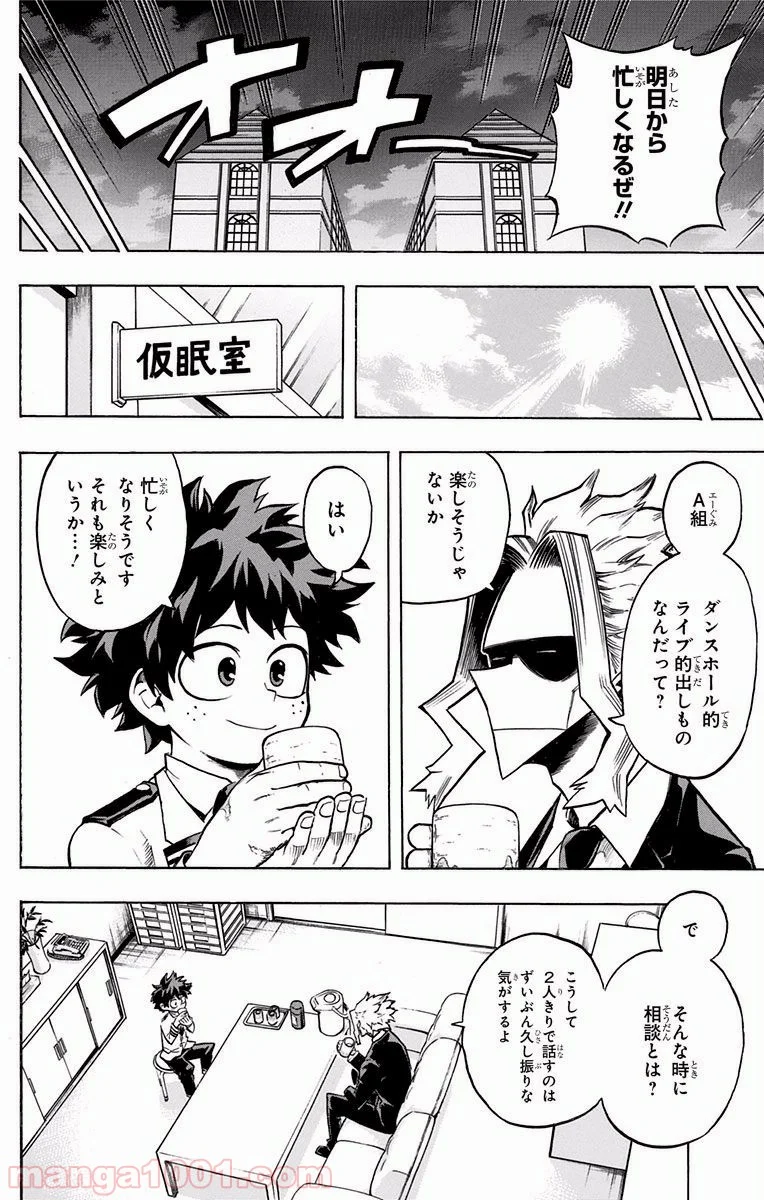 明日から
忙しくなるぜ!!
オオオー
仮眠室
A組
ダンスホール的
ライブ的出しもの
なんだって?
楽しそうじゃ
ないか
はい
忙しく
なりそうです
それも楽しみと
いうか…!
で
そんな時に
相談とは?
こうして
2人きりで話すのは
ずいぶん久し振りな
気がするよ
manga1001.com